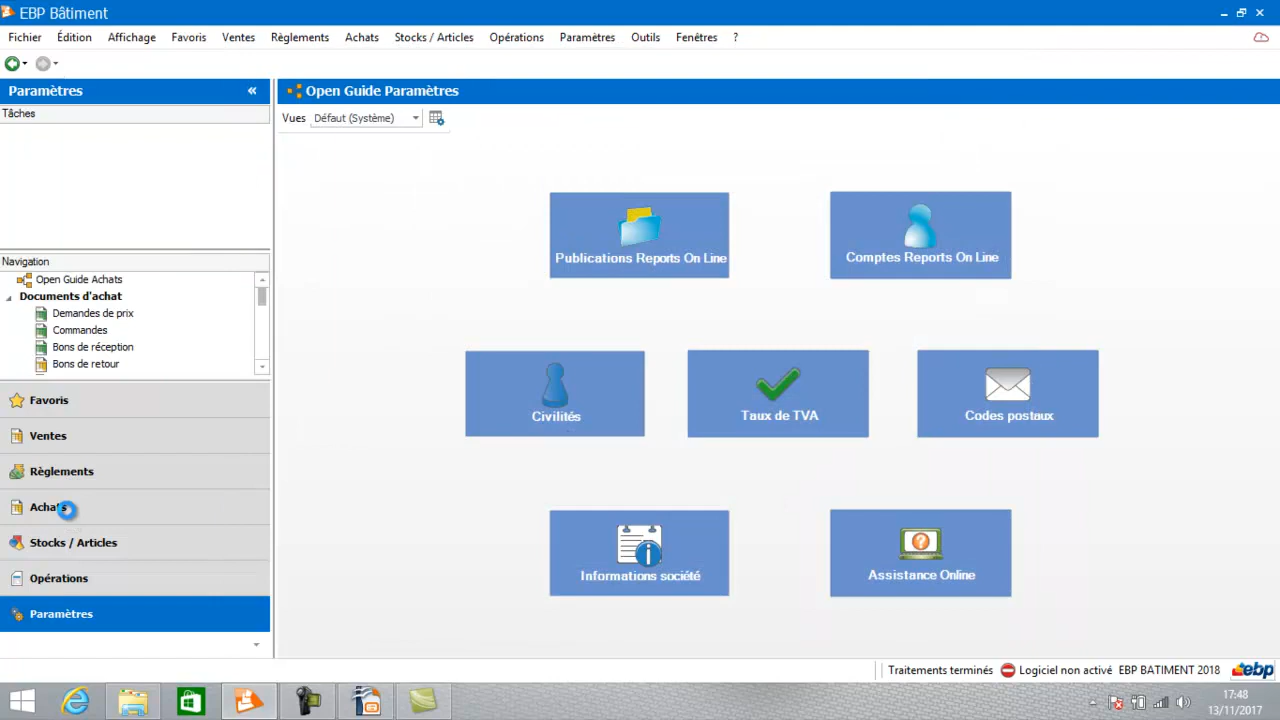 EBP Bâtiment
Fichier Édition Affichage Favoris Ventes Règlements Achats Stocks / Articles Opérations Paramètres Outils Fenêtres ?
Paramètres «
Tâches
Navigation
Open Guide Achats
Documents d'achat
Demandes de prix
Commandes
Bons de réception
Bons de retour
Favoris
Ventes
Règlements
Achats
Stocks / Articles
Opérations
Paramètres
Open Guide Paramètres
Vues Défaut (Système)
Publications Reports On Line
Comptes Reports On Line
Civilités
Taux de TVA
Codes postaux
Informations société
Assistance Online
Traitements terminés Logiciel non activé EBP BATIMENT 2018 ebp
17:48
13/11/2017